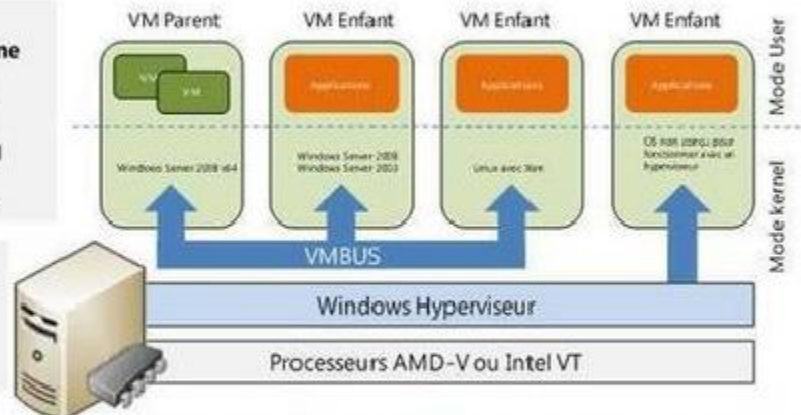 VM Parent
VM Enfant
VM Enfant
VM Enfant
VM
VM
Applications
Applications
Applications
Windows Server 2008 x64
Windows Server 2008
Windows Server 2003
Linux avec Xen
OS non conçu pour
fonctionner avec un
hyperviseur
Mode User
Mode kernel
VMBUS
Windows Hyperviseur
Processeurs AMD-V ou Intel VT